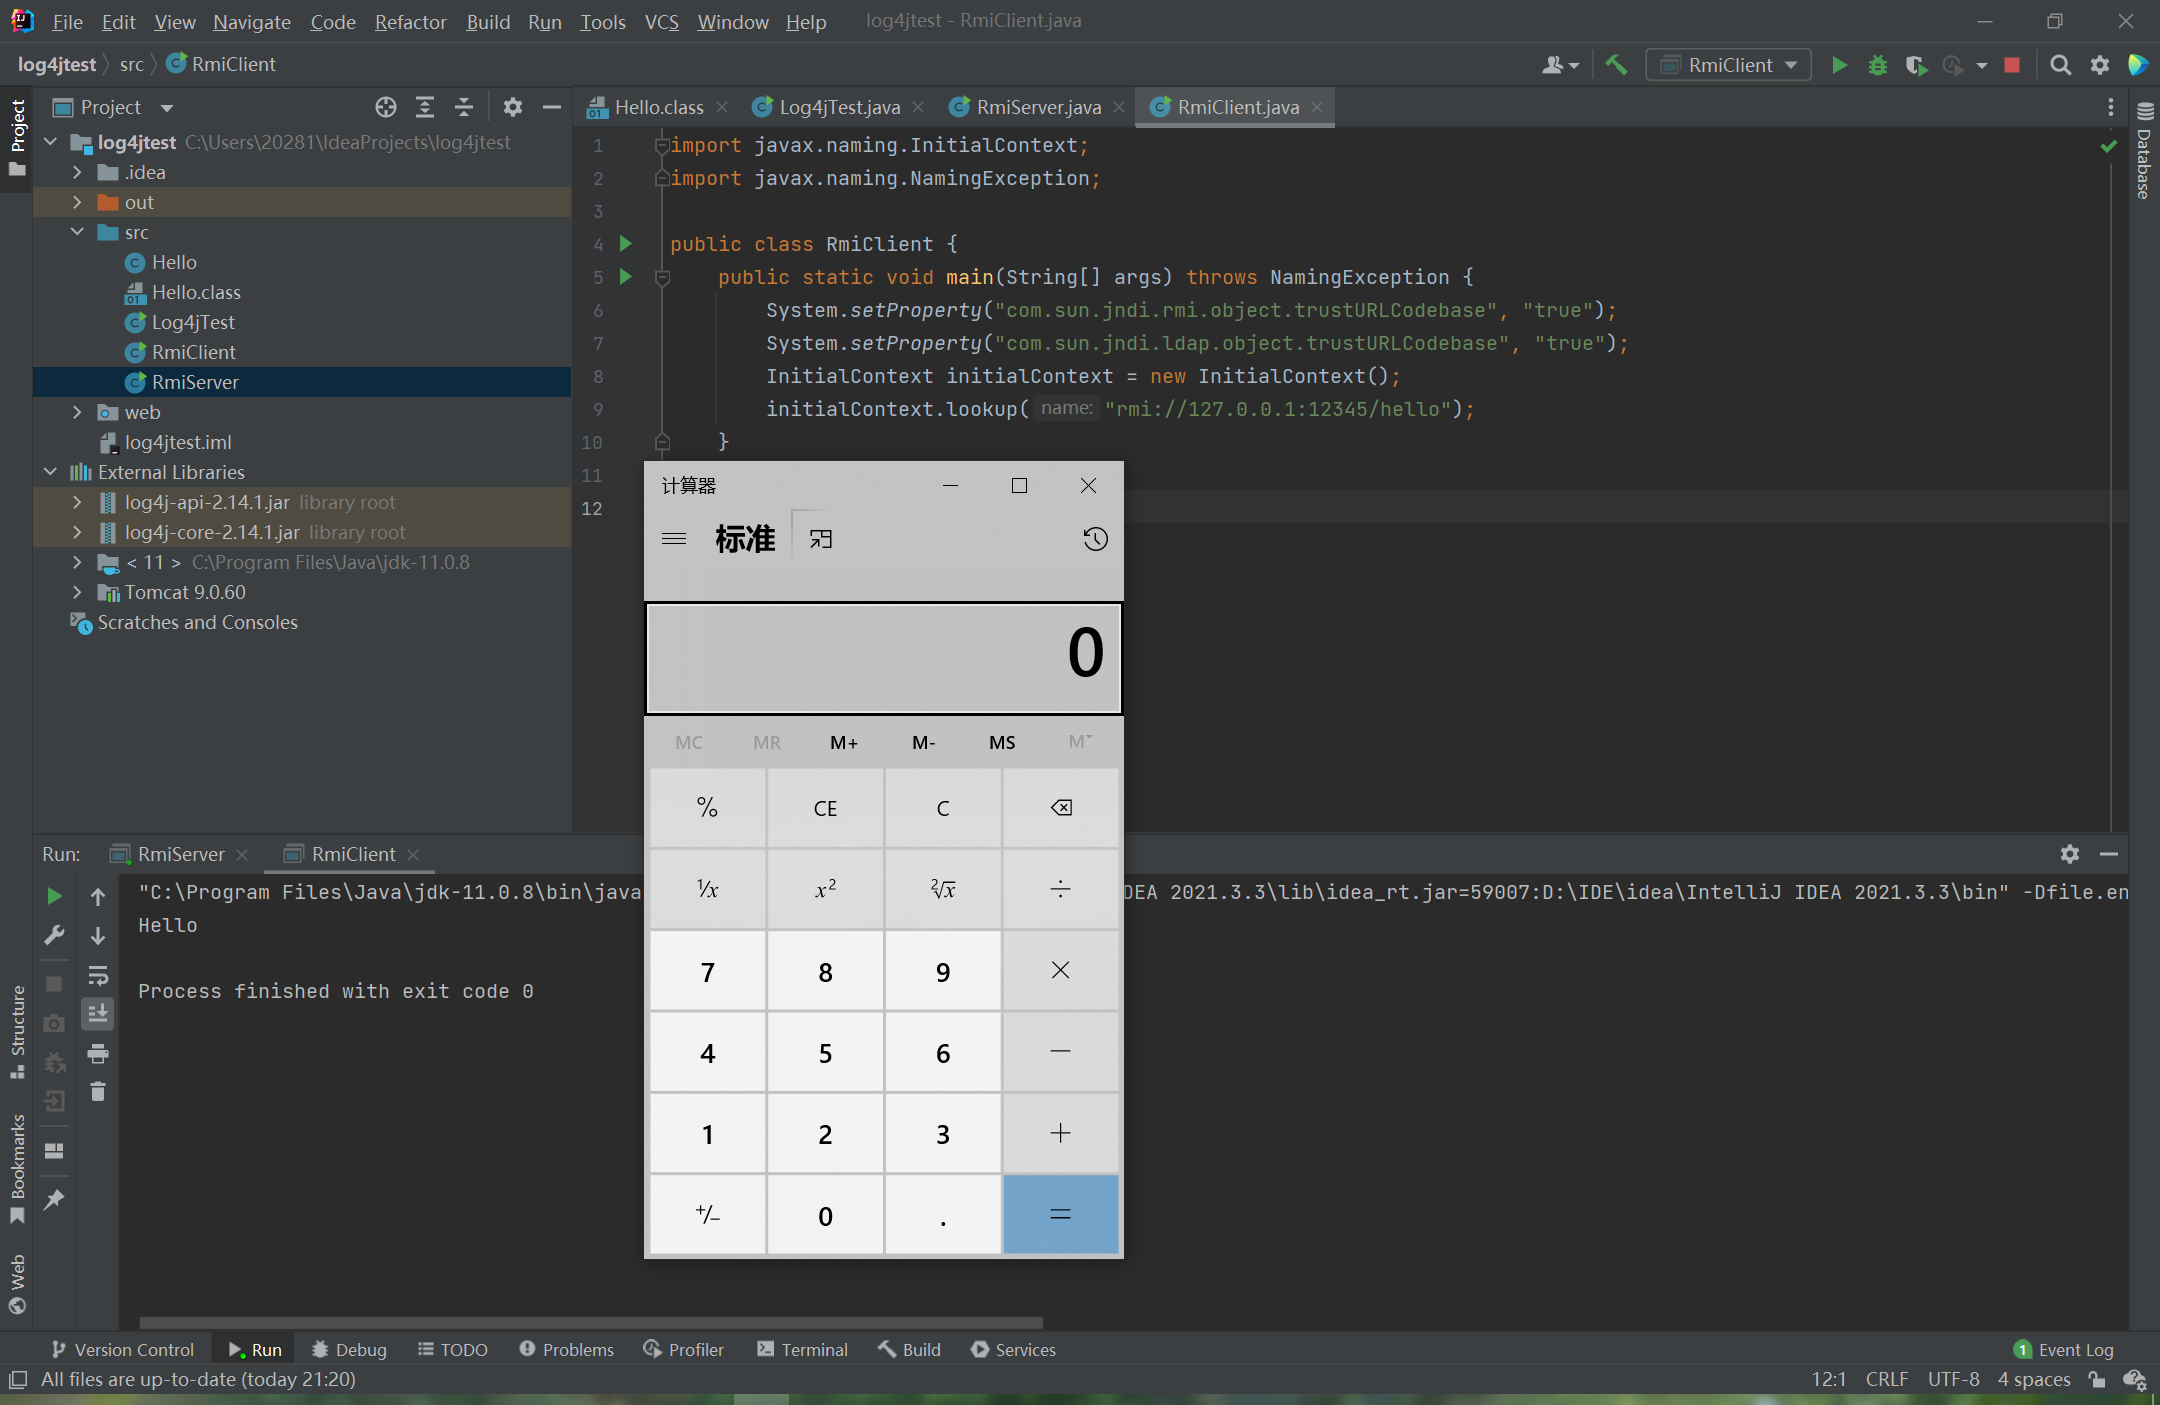 File Edit View Navigate Code Refactor Build Run Tools VCS Window Help log4jtest - RmiClient.java
log4jtest src RmiClient
RmiClient
Project
Hello.class Log4jTest.java RmiServer.java RmiClient.java
Project
Database
log4jtest C:\Users\20281\IdeaProjects\log4jtest
.idea
out
src
Hello
Hello.class
Log4jTest
RmiClient
RmiServer
web
log4jtest.iml
External Libraries
log4j-api-2.14.1.jar library root
log4j-core-2.14.1.jar library root
< 11 > C:\Program Files\Java\jdk-11.0.8
Tomcat 9.0.60
Scratches and Consoles
1 import javax.naming.InitialContext;
2 import javax.naming.NamingException;
3
4 public class RmiClient {
5 public static void main(String[] args) throws NamingException {
6 System.setProperty("com.sun.jndi.rmi.object.trustURLCodebase", "true");
7 System.setProperty("com.sun.jndi.ldap.object.trustURLCodebase", "true");
8 InitialContext initialContext = new InitialContext();
9 initialContext.lookup( name: "rmi://127.0.0.1:12345/hello");
10 }
11
12
计算器
标准
0
MC MR M+ M- MS M
% CE C
1/x x² ²√x ÷
7 8 9 ×
4 5 6 −
1 2 3 +
+/− 0 . =
Run: RmiServer RmiClient
"C:\Program Files\Java\jdk-11.0.8\bin\java DEA 2021.3.3\lib\idea_rt.jar=59007:D:\IDE\idea\IntelliJ IDEA 2021.3.3\bin" -Dfile.en
Hello
Process finished with exit code 0
Structure
Bookmarks
Web
Version Control Run Debug TODO Problems Profiler Terminal Build Services 1 Event Log
All files are up-to-date (today 21:20) 12:1 CRLF UTF-8 4 spaces